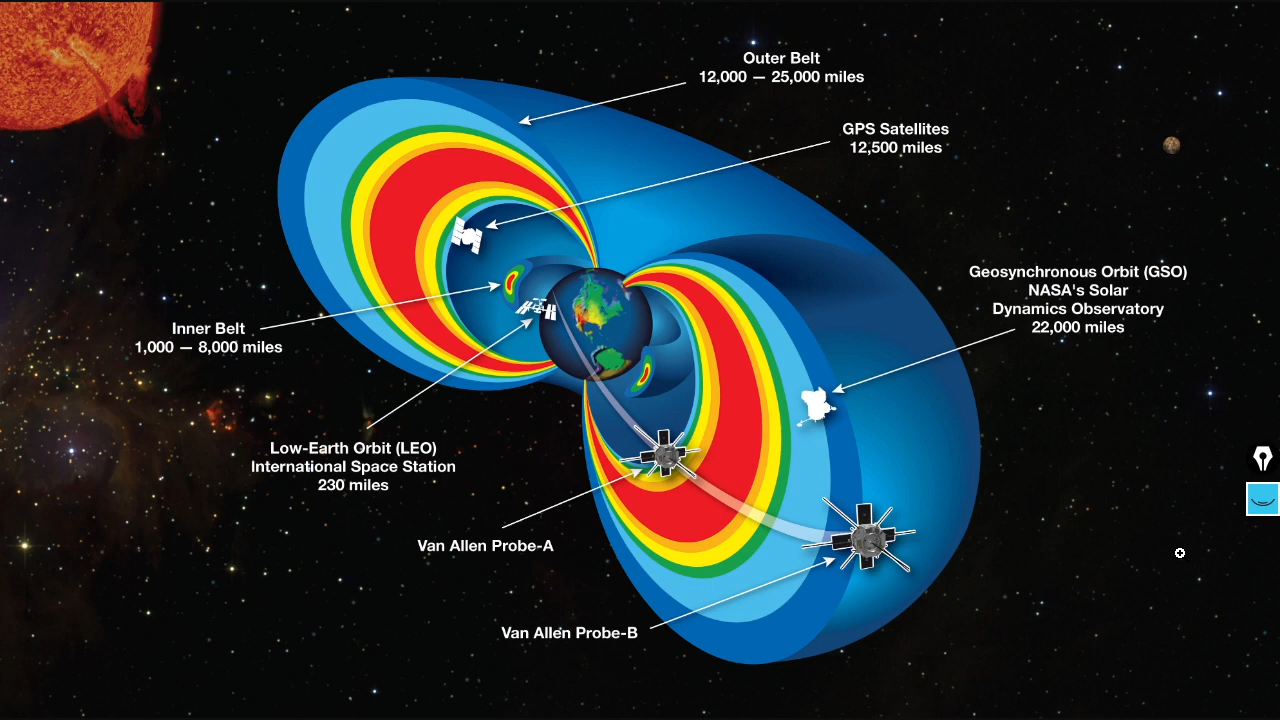 Outer Belt
12,000 — 25,000 miles
GPS Satellites
12,500 miles
Geosynchronous Orbit (GSO)
NASA's Solar
Dynamics Observatory
22,000 miles
Inner Belt
1,000 — 8,000 miles
Low-Earth Orbit (LEO)
International Space Station
230 miles
Van Allen Probe-A
Van Allen Probe-B